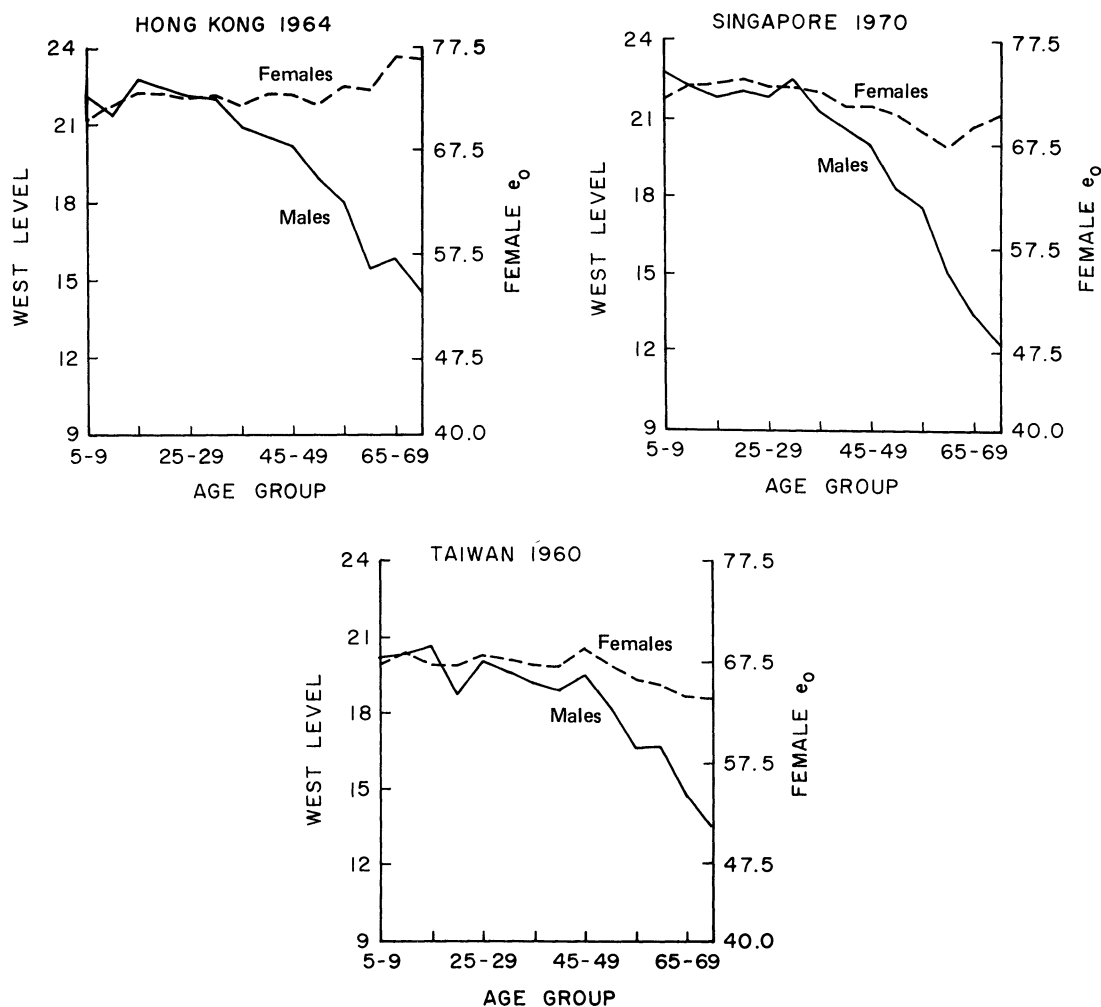 HONG KONG 1964
24
21
18
15
12
9
WEST LEVEL
77.5
67.5
57.5
47.5
40.0
FEMALE e0
Females
Males
5-9 25-29 45-49 65-69
AGE GROUP
SINGAPORE 1970
24
21
18
15
12
9
WEST LEVEL
77.5
67.5
57.5
47.5
40.0
FEMALE e0
Females
Males
5-9 25-29 45-49 65-69
AGE GROUP
TAIWAN 1960
24
21
18
15
12
9
WEST LEVEL
77.5
67.5
57.5
47.5
40.0
FEMALE e0
Females
Males
5-9 25-29 45-49 65-69
AGE GROUP